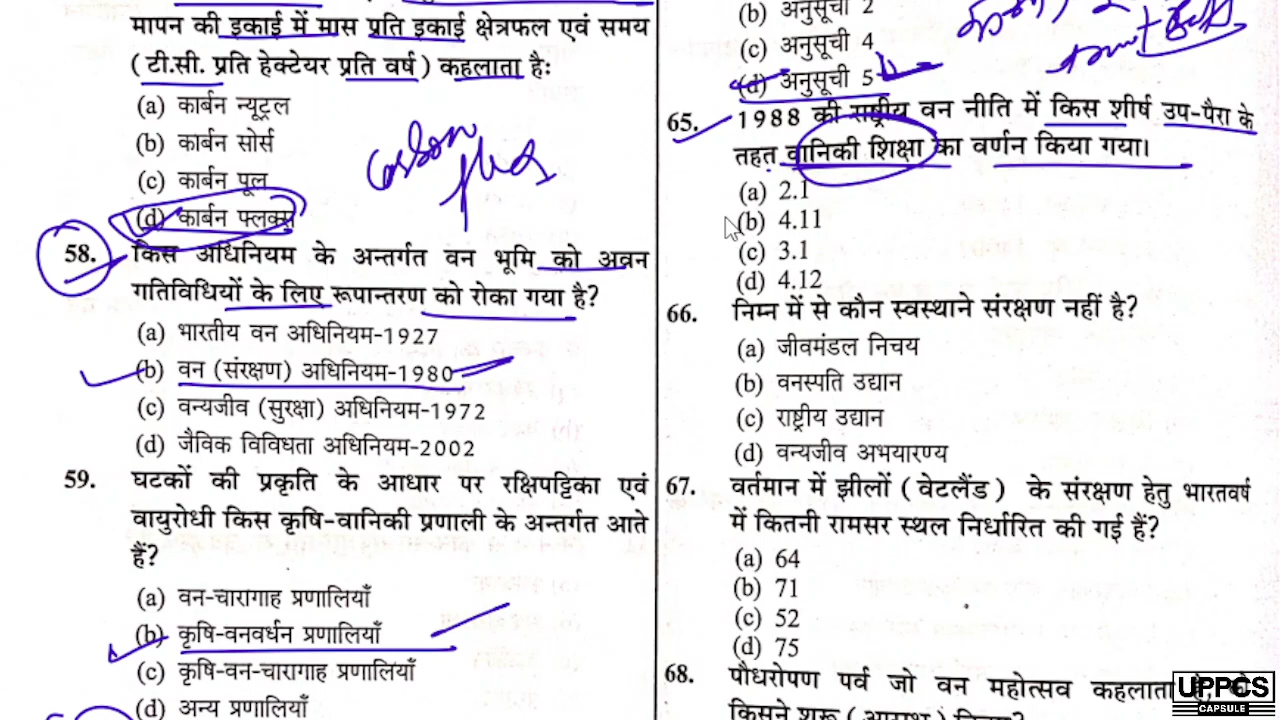 मापन की इकाई में मास प्रति इकाई क्षेत्रफल एवं समय
(टी.सी. प्रति हेक्टेयर प्रति वर्ष) कहलाता है:
(a) कार्बन न्यूट्रल
(b) कार्बन सोर्स
(c) कार्बन पूल
(d) कार्बन फ्लक्स
58. किस अधिनियम के अन्तर्गत वन भूमि को अवन
गतिविधियों के लिए रूपान्तरण को रोका गया है?
(a) भारतीय वन अधिनियम-1927
(b) वन (संरक्षण) अधिनियम-1980
(c) वन्यजीव (सुरक्षा) अधिनियम-1972
(d) जैविक विविधता अधिनियम-2002
59. घटकों की प्रकृति के आधार पर रक्षिपट्टिका एवं
वायुरोधी किस कृषि-वानिकी प्रणाली के अन्तर्गत आते
हैं?
(a) वन-चारागाह प्रणालियाँ
(b) कृषि-वनवर्धन प्रणालियाँ
(c) कृषि-वन-चारागाह प्रणालियाँ
(d) अन्य प्रणालियाँ
(b) अनुसूची 2
(c) अनुसूची 4
(d) अनुसूची 5
65. 1988 की राष्ट्रीय वन नीति में किस शीर्ष उप-पैरा के
तहत वानिकी शिक्षा का वर्णन किया गया।
(a) 2.1
(b) 4.11
(c) 3.1
(d) 4.12
66. निम्न में से कौन स्वस्थाने संरक्षण नहीं है?
(a) जीवमंडल निचय
(b) वनस्पति उद्यान
(c) राष्ट्रीय उद्यान
(d) वन्यजीव अभयारण्य
67. वर्तमान में झीलों (वेटलैंड) के संरक्षण हेतु भारतवर्ष
में कितनी रामसर स्थल निर्धारित की गई हैं?
(a) 64
(b) 71
(c) 52
(d) 75
68. पौधरोपण पर्व जो वन महोत्सव कहलाता
किसने शुरू
UPPCS
CAPSULE